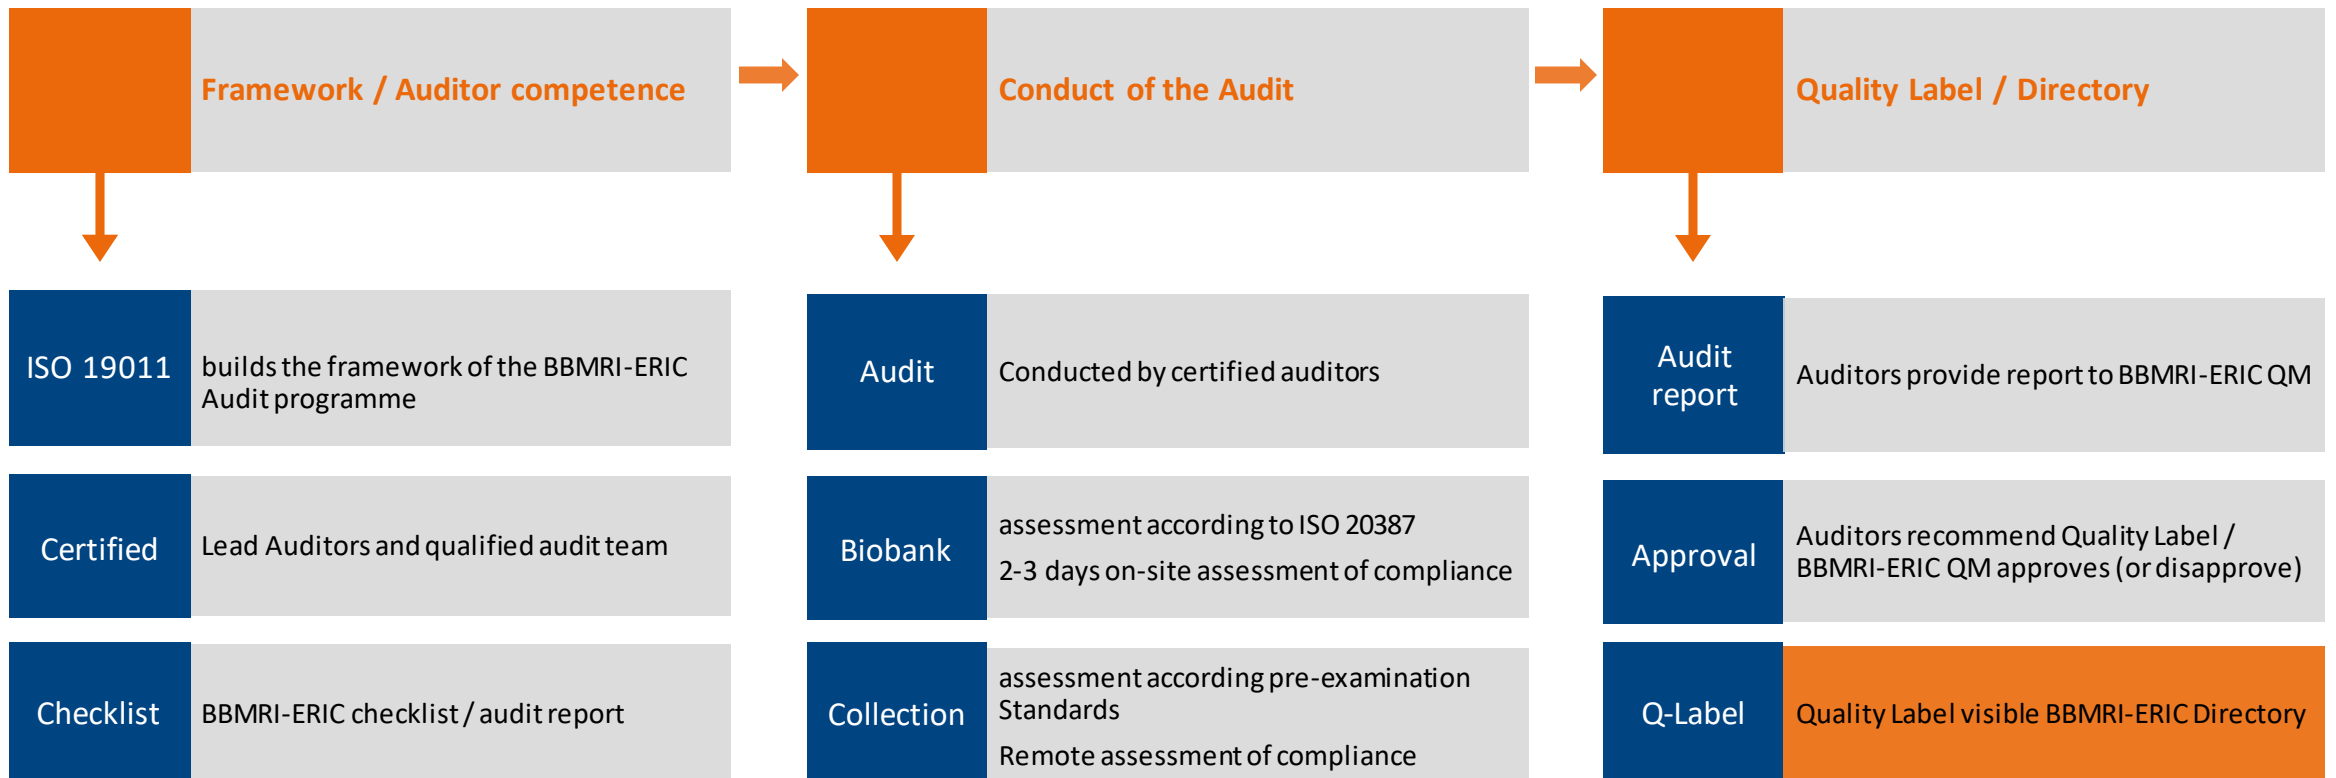 Framework / Auditor competence
ISO 19011
builds the framework of the BBMRI-ERIC
Audit programme
Certified
Lead Auditors and qualified audit team
Checklist
BBMRI-ERIC checklist / audit report
Conduct of the Audit
Audit
Conducted by certified auditors
Biobank
assessment according to ISO 20387
2-3 days on-site assessment of compliance
Collection
assessment according pre-examination
Standards
Remote assessment of compliance
Quality Label / Directory
Audit
report
Auditors provide report to BBMRI-ERIC QM
Approval
Auditors recommend Quality Label /
BBMRI-ERIC QM approves (or disapprove)
Q-Label
Quality Label visible BBMRI-ERIC Directory